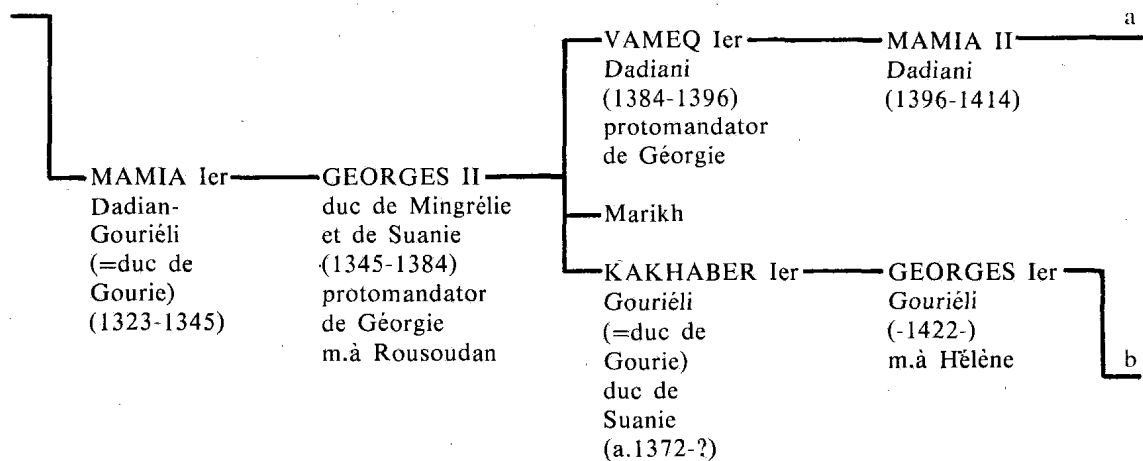 a
VAMEQ Ier
Dadiani
(1384-1396)
protomandator
de Géorgie
MAMIA II
Dadiani
(1396-1414)
MAMIA Ier
Dadian-
Gouriéli
(=duc de
Gourie)
(1323-1345)
GEORGES II
duc de Mingrélie
et de Suanie
(1345-1384)
protomandator
de Géorgie
m.à Rousoudan
Marikh
KAKHABER Ier
Gouriéli
(=duc de
Gourie)
duc de
Suanie
(a.1372-?)
GEORGES Ier
Gouriéli
(-1422-)
m.à Hélène
b